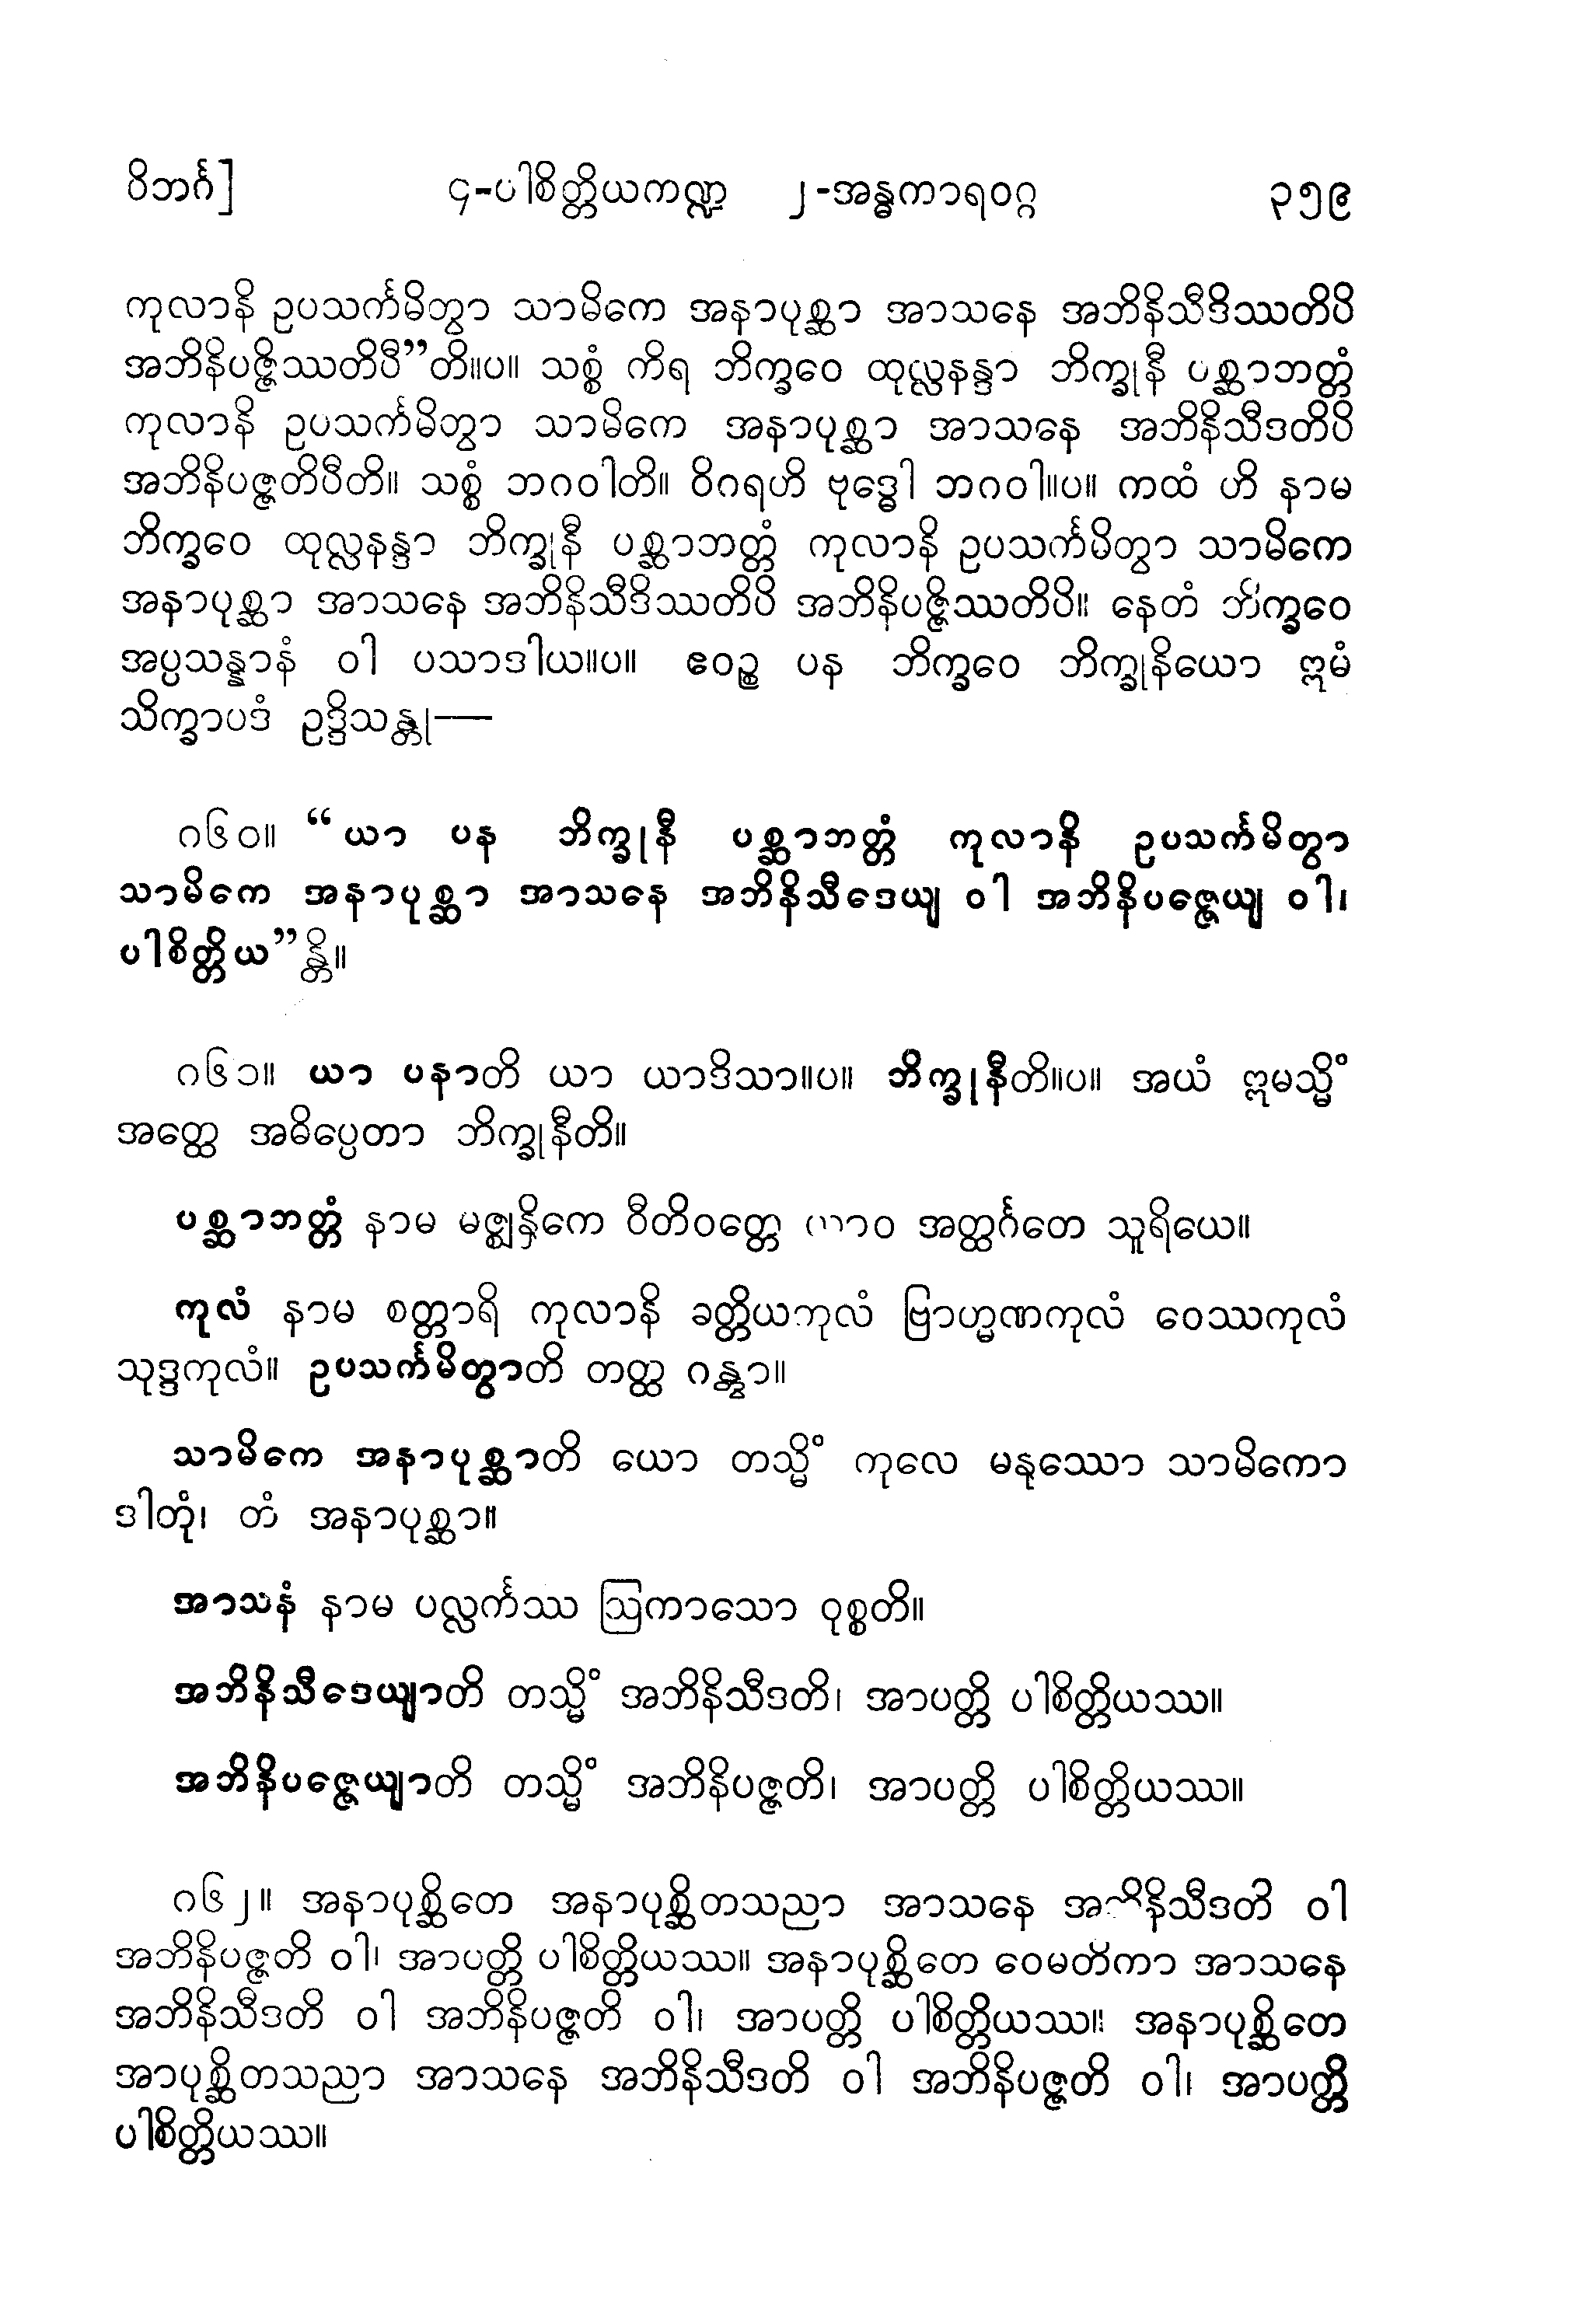 ဝိဘင်္ဂ]	၄-ပါစိတ္တိယကဏ္ဍ	၂-အန္ဓကာရဝဂ္ဂ	၃၅၉
ကုလာနိ ဥပသင်္ကမိတွာ သာမိကေ အနာပုစ္ဆာ အာသနေ အဘိနိသီဒိဿတိပိ
အဘိနိပဇ္ဇိဿတိပီ”တိ။ပ။ သစ္စံ ကိရ ဘိက္ခဝေ ထုလ္လနန္ဒာ ဘိက္ခုနီ ပစ္ဆာဘတ္တံ
ကုလာနိ ဥပသင်္ကမိတွာ သာမိကေ အနာပုစ္ဆာ အာသနေ အဘိနိသီဒတိပိ
အဘိနိပဇ္ဇတိပီတိ။ သစ္စံ ဘဂဝါတိ။ ဝိဂရဟိ ဗုဒ္ဓေါ ဘဂဝါ။ပ။ ကထံ ဟိ နာမ
ဘိက္ခဝေ ထုလ္လနန္ဒာ ဘိက္ခုနီ ပစ္ဆာဘတ္တံ ကုလာနိ ဥပသင်္ကမိတွာ သာမိကေ
အနာပုစ္ဆာ အာသနေ အဘိနိသီဒိဿတိပိ အဘိနိပဇ္ဇိဿတိပိ။ နေတံ ဘိက္ခဝေ
အပ္ပသန္နာနံ ဝါ ပသာဒါယ။ပ။ ဧဝဉ္စ ပန ဘိက္ခဝေ ဘိက္ခုနိယော ဣမံ
သိက္ခာပဒံ ဥဒ္ဒိသန္တု—
၈၆၀။ “ယာ ပန ဘိက္ခုနီ ပစ္ဆာဘတ္တံ ကုလာနိ ဥပသင်္ကမိတွာ
သာမိကေ အနာပုစ္ဆာ အာသနေ အဘိနိသီဒေယျ ဝါ အဘိနိပဇ္ဇေယျ ဝါ၊
ပါစိတ္တိယ”န္တိ။
၈၆၁။ ယာ ပနာတိ ယာ ယာဒိသာ။ပ။ ဘိက္ခုနီတိ။ပ။ အယံ ဣမသ္မိံ
အတ္ထေ အဓိပ္ပေတာ ဘိက္ခုနီတိ။
ပစ္ဆာဘတ္တံ နာမ မဇ္ဈန္ဟိကေ ဝီတိဝတ္တေ ယာဝ အတ္ထင်္ဂတေ သူရိယေ။
ကုလံ နာမ စတ္တာရိ ကုလာနိ ခတ္တိယကုလံ ဗြာဟ္မဏကုလံ ဝေဿကုလံ
သုဒ္ဒကုလံ။ ဥပသင်္ကမိတွာတိ တတ္ထ ဂန္တွာ။
သာမိကေ အနာပုစ္ဆာတိ ယော တသ္မိံ ကုလေ မနုဿော သာမိကော
ဒါတုံ၊ တံ အနာပုစ္ဆာ။
အာသနံ နာမ ပလ္လင်္ကဿ ဩကာသော ဝုစ္စတိ။
အဘိနိသီဒေယျာတိ တသ္မိံ အဘိနိသီဒတိ၊ အာပတ္တိ ပါစိတ္တိယဿ။
အဘိနိပဇ္ဇေယျာတိ တသ္မိံ အဘိနိပဇ္ဇတိ၊ အာပတ္တိ ပါစိတ္တိယဿ။
၈၆၂။ အနာပုစ္ဆိတေ အနာပုစ္ဆိတသညာ အာသနေ အဘိနိသီဒတိ ဝါ
အဘိနိပဇ္ဇတိ ဝါ၊ အာပတ္တိ ပါစိတ္တိယဿ။ အနာပုစ္ဆိတေ ဝေမတိကာ အာသနေ
အဘိနိသီဒတိ ဝါ အဘိနိပဇ္ဇတိ ဝါ၊ အာပတ္တိ ပါစိတ္တိယဿ။ အနာပုစ္ဆိတေ
အာပုစ္ဆိတသညာ အာသနေ အဘိနိသီဒတိ ဝါ အဘိနိပဇ္ဇတိ ဝါ၊ အာပတ္တိ
ပါစိတ္တိယဿ။